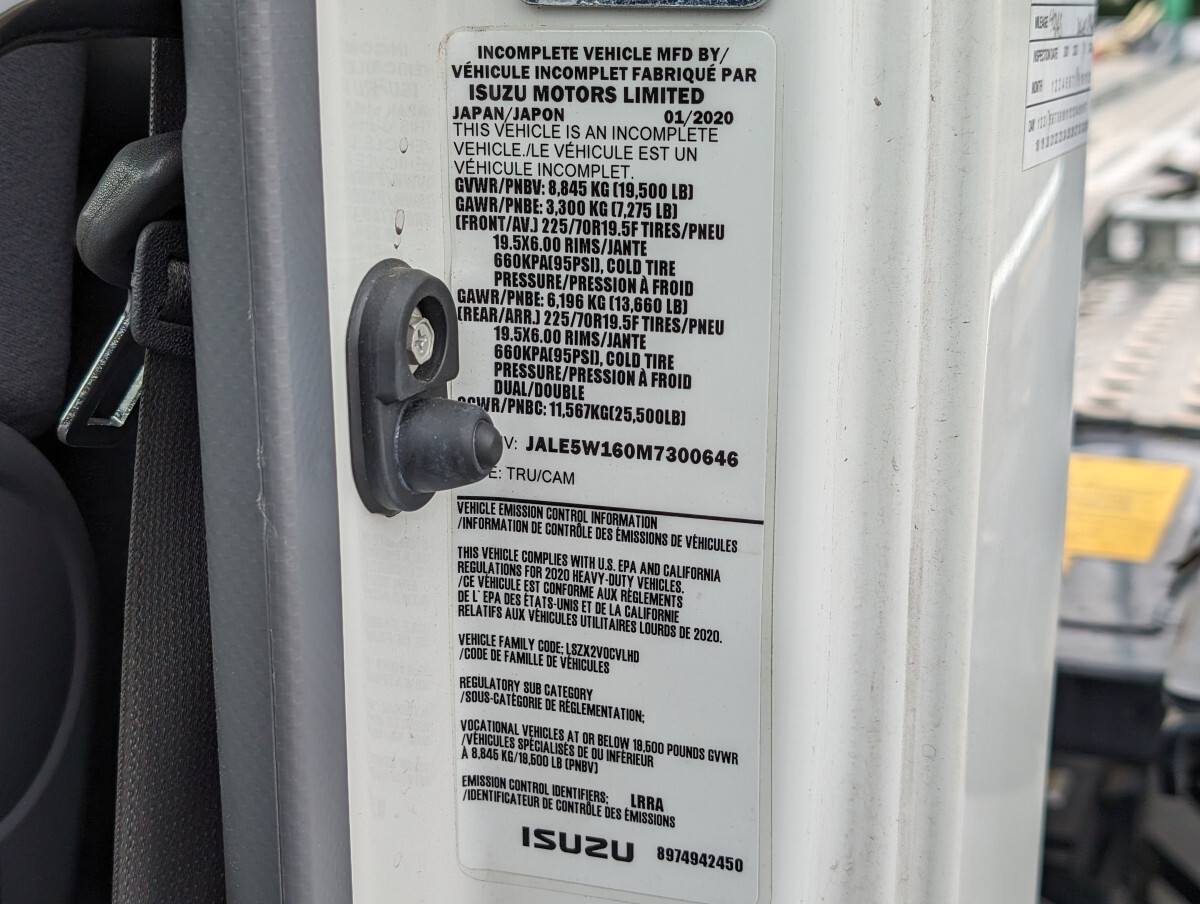 INCOMPLETE VEHICLE MFD BY/
VÉHICULE INCOMPLET FABRIQUÉ PAR
ISUZU MOTORS LIMITED
JAPAN/JAPON 01/2020
THIS VEHICLE IS AN INCOMPLETE
VEHICLE./LE VÉHICULE EST UN
VÉHICULE INCOMPLET.
GVWR/PNBV: 8,845 KG (19,500 LB)
GAWR/PNBE: 3,300 KG (7,275 LB)
(FRONT/AV.) 225/70R19.5F TIRES/PNEU
19.5X6.00 RIMS/JANTE
660KPA(95PSI), COLD TIRE
PRESSURE/PRESSION À FROID
GAWR/PNBE: 6,196 KG (13,660 LB)
(REAR/ARR.) 225/70R19.5F TIRES/PNEU
19.5X6.00 RIMS/JANTE
660KPA(95PSI), COLD TIRE
PRESSURE/PRESSION À FROID
DUAL/DOUBLE
GCWR/PNBC: 11,567KG(25,500LB)
V: JALE5W160M7300646
E: TRU/CAM
VEHICLE EMISSION CONTROL INFORMATION
/INFORMATION DE CONTRÔLE DES ÉMISSIONS DE VÉHICULES
THIS VEHICLE COMPLIES WITH U.S. EPA AND CALIFORNIA
REGULATIONS FOR 2020 HEAVY-DUTY VEHICLES.
/CE VÉHICULE EST CONFORME AUX RÈGLEMENTS
DE L' EPA DES ÉTATS-UNIS ET DE LA CALIFORNIE
RELATIFS AUX VÉHICULES UTILITAIRES LOURDS DE 2020.
VEHICLE FAMILY CODE: LSZX2VOCVLHD
/CODE DE FAMILLE DE VÉHICULES
REGULATORY SUB CATEGORY
/SOUS-CATÉGORIE DE RÉGLEMENTATION;
VOCATIONAL VEHICLES AT OR BELOW 19,500 POUNDS GVWR
/VÉHICULES SPÉCIALISÉS DE OU INFÉRIEUR
À 8,845 KG/19,500 LB (PNBV)
EMISSION CONTROL IDENTIFIERS; LRRA
/IDENTIFICATEUR DE CONTRÔLE DES ÉMISSIONS
ISUZU 8974942450
MILEAGE
INSPECTION DATE
MONTH
DAY